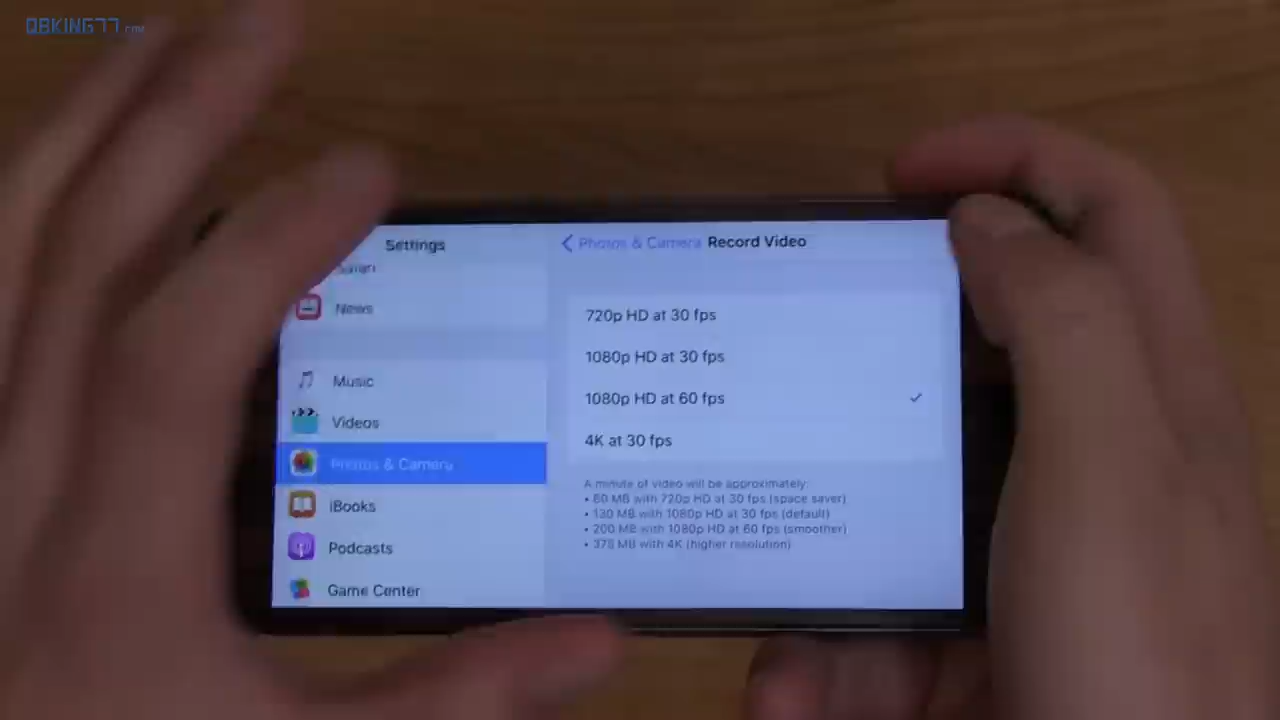 QBKING77.COM
Settings
Safari
News
Music
Videos
Photos & Camera
iBooks
Podcasts
Game Center
Photos & Camera Record Video
720p HD at 30 fps
1080p HD at 30 fps
1080p HD at 60 fps
4K at 30 fps
A minute of video will be approximately:
• 60 MB with 720p HD at 30 fps (space saver)
• 130 MB with 1080p HD at 30 fps (default)
• 200 MB with 1080p HD at 60 fps (smoother)
• 375 MB with 4K (higher resolution)